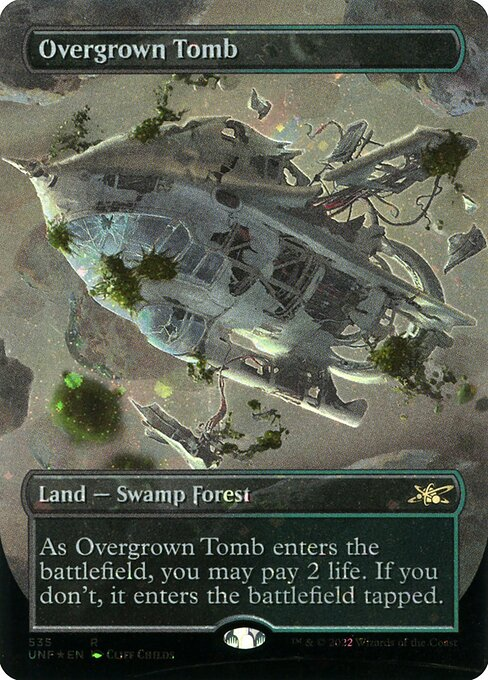 Overgrown Tomb
Land — Swamp Forest
As Overgrown Tomb enters the
battlefield, you may pay 2 life. If you
don't, it enters the battlefield tapped.
535 R
UNF★EN Cliff Childs
™ & © 2022 Wizards of the Coast